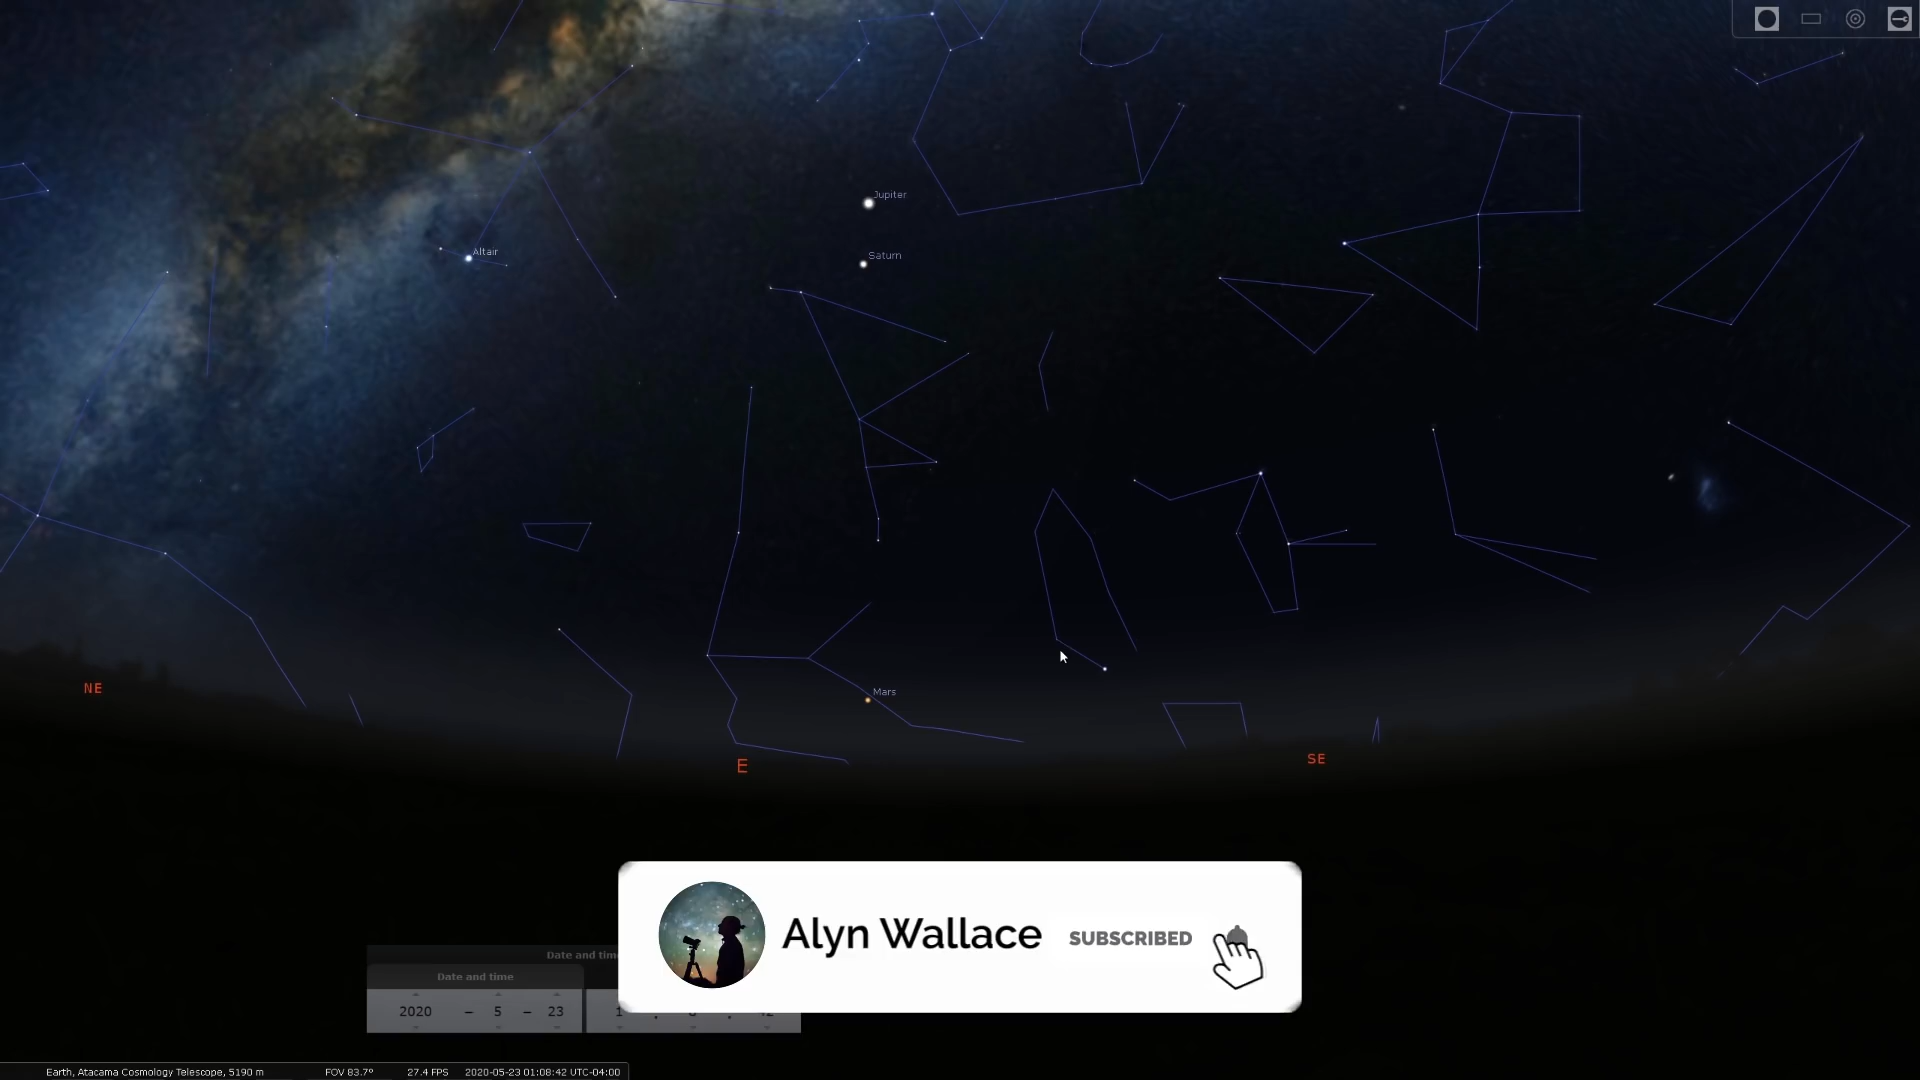 Jupiter
Altair
Saturn
Mars
NE
E
SE
Alyn Wallace
SUBSCRIBED
Date and time
Date and time
2020 – 5 – 23
Earth, Atacama Cosmology Telescope, 5190 m
FOV 83.7°
27.4 FPS
2020-05-23 01:08:42 UTC-04:00